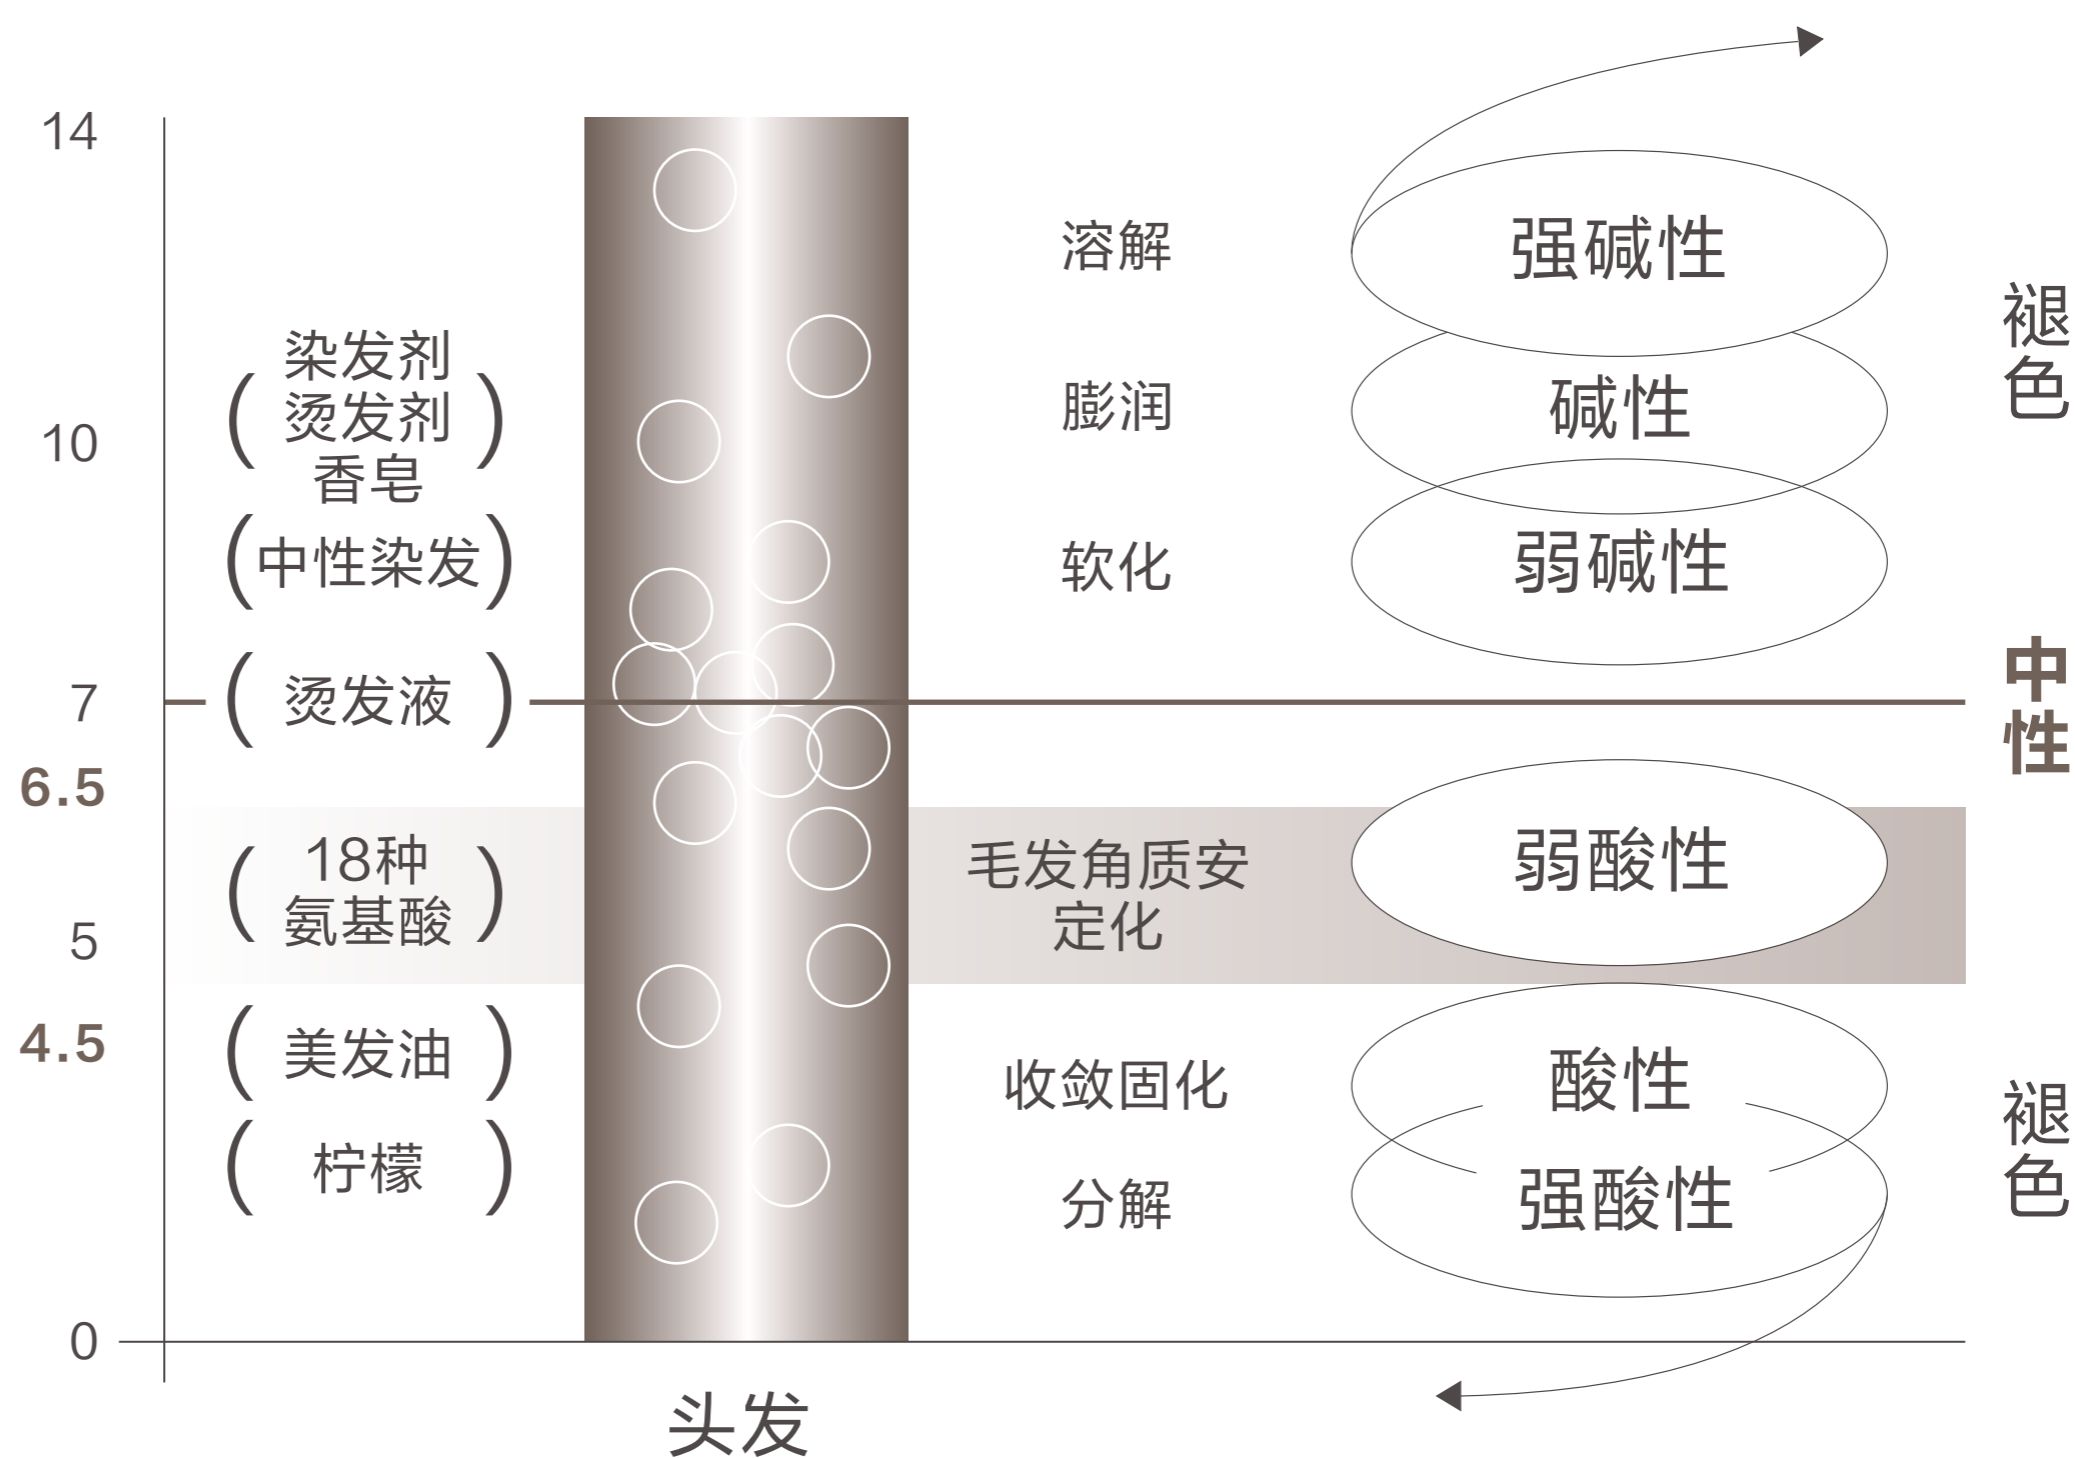 14
10
7
6.5
5
4.5
0
( 染发剂
烫发剂
香皂 )
(中性染发)
( 烫发液 )
( 18种
氨基酸 )
( 美发油 )
( 柠檬 )
头发
溶解
膨润
软化
毛发角质安
定化
收敛固化
分解
强碱性
碱性
弱碱性
弱酸性
酸性
强酸性
褪色
中性
褪色